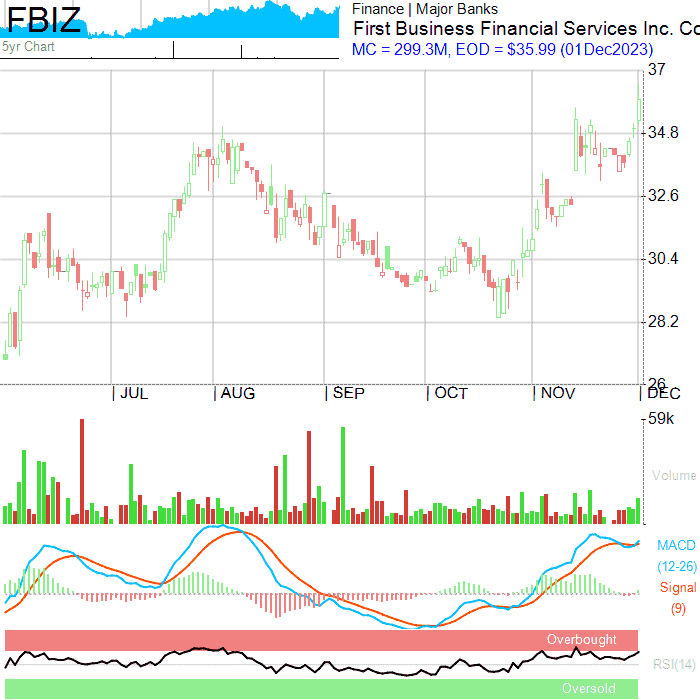 FBIZ
5yr Chart
Finance | Major Banks
First Business Financial Services Inc. Co
MC = 299.3M, EOD = $35.99 (01Dec2023)
37
34.8
32.6
30.4
28.2
26
JUL
AUG
SEP
OCT
NOV
DEC
59k
Volume
MACD
(12-26)
Signal
(9)
Overbought
RSI(14)
Oversold